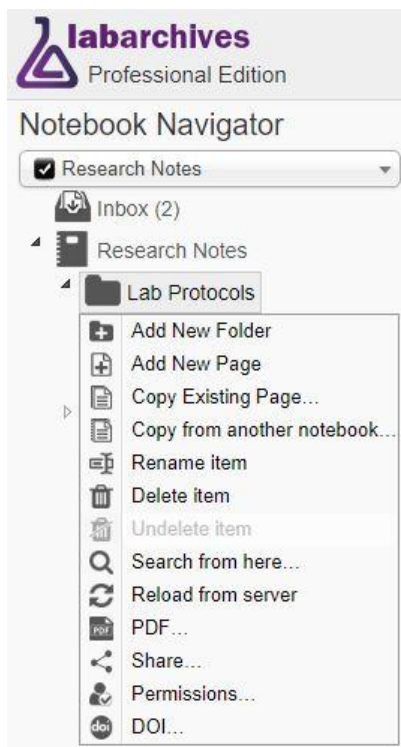 labarchives
Professional Edition
Notebook Navigator
Research Notes
Inbox (2)
Research Notes
Lab Protocols
Add New Folder
Add New Page
Copy Existing Page...
Copy from another notebook...
Rename item
Delete item
Undelete item
Search from here...
Reload from server
PDF PDF...
Share...
Permissions...
doi DOI...